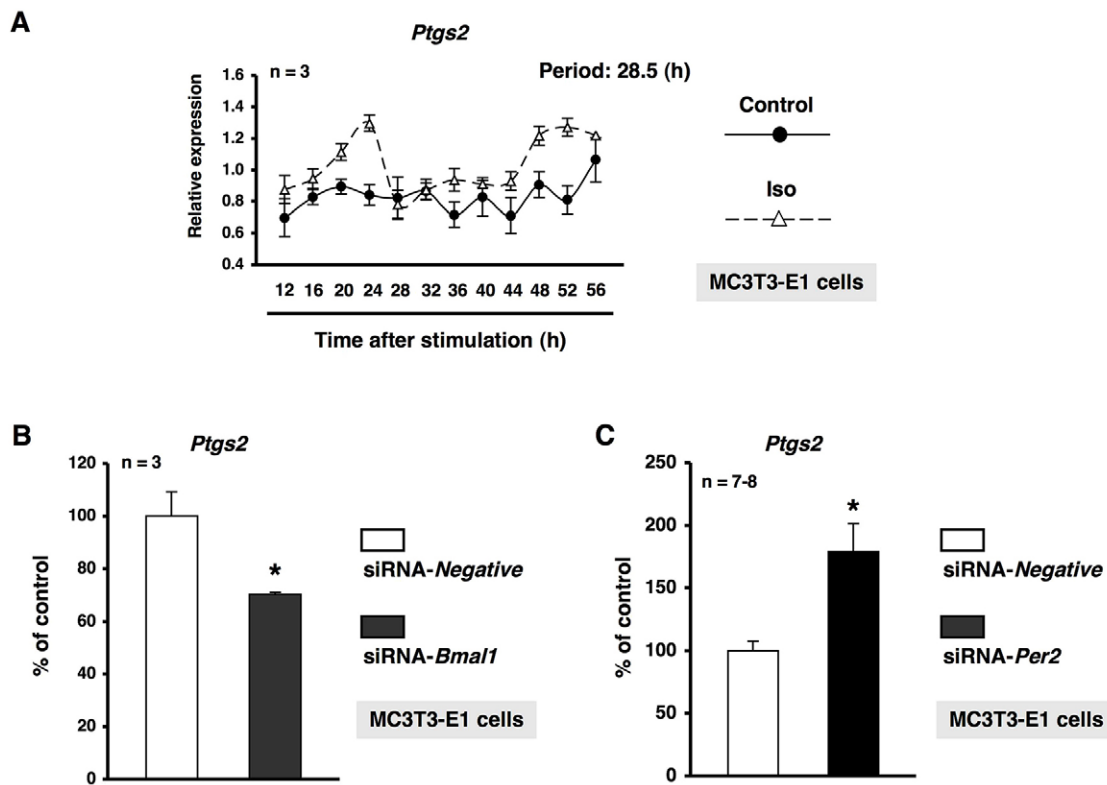 A
Ptgs2
n = 3
Period: 28.5 (h)
Relative expression
1.6
1.4
1.2
1.0
0.8
0.6
0.4
12 16 20 24 28 32 36 40 44 48 52 56
Time after stimulation (h)
Control
Iso
MC3T3-E1 cells
B
Ptgs2
n = 3
% of control
120
100
80
60
40
20
0
*
siRNA-Negative
siRNA-Bmal1
MC3T3-E1 cells
C
Ptgs2
n = 7-8
% of control
250
200
150
100
50
0
*
siRNA-Negative
siRNA-Per2
MC3T3-E1 cells